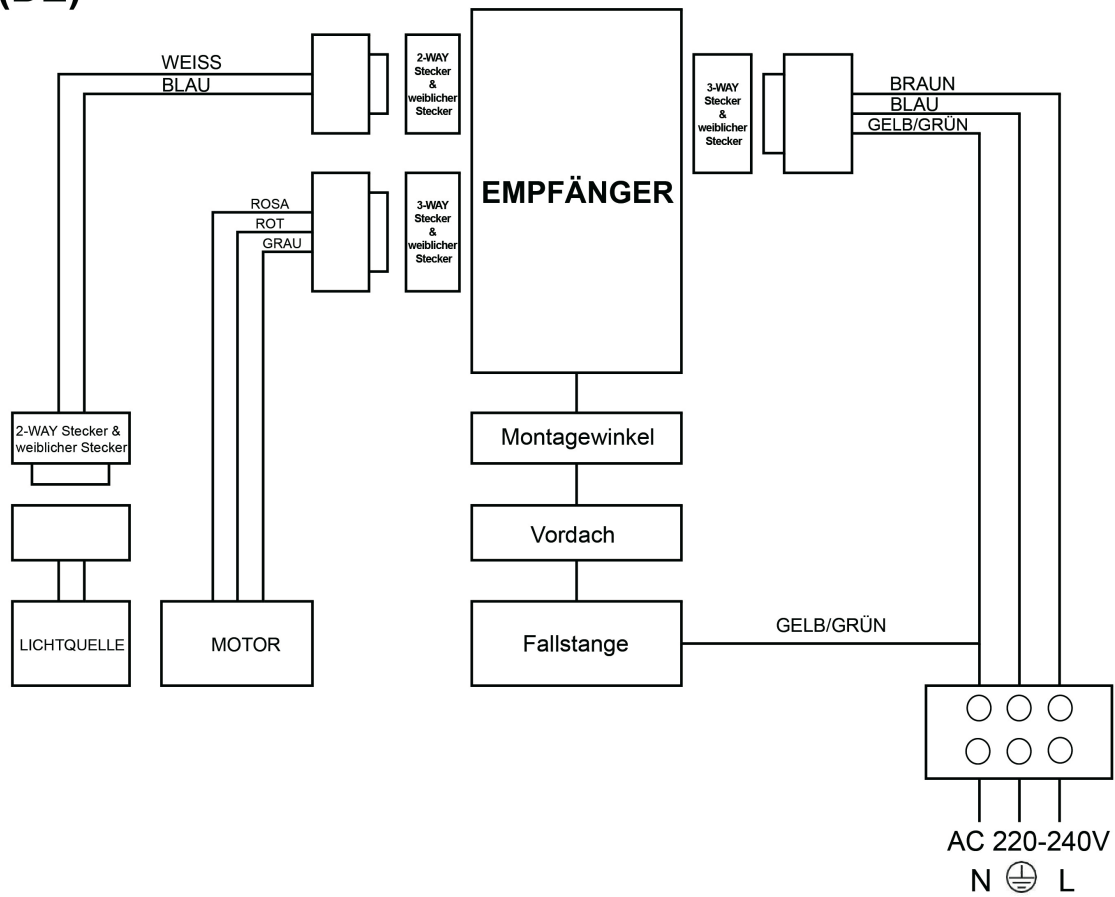 (DE)
WEISS
BLAU
2-WAY
Stecker
&
weiblicher
Stecker
EMPFÄNGER
3-WAY
Stecker
&
weiblicher
Stecker
BRAUN
BLAU
GELB/GRÜN
ROSA
ROT
GRAU
3-WAY
Stecker
&
weiblicher
Stecker
2-WAY Stecker &
weiblicher Stecker
Montagewinkel
Vordach
LICHTQUELLE
MOTOR
Fallstange
GELB/GRÜN
AC 220-240V
N L